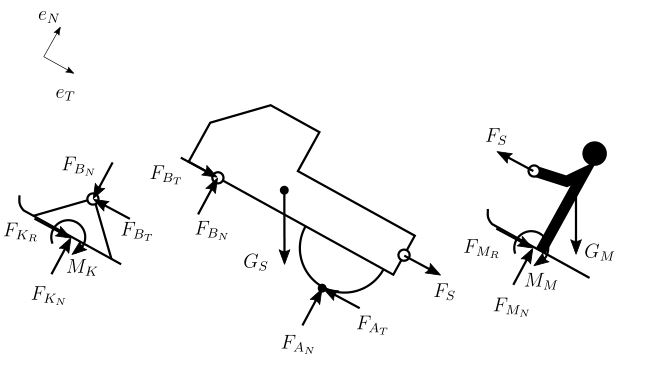 e_N
e_T
F_{B_N}
F_{B_T}
F_{K_R}
M_K
F_{K_N}
F_{B_T}
F_{B_N}
G_S
F_S
F_{A_T}
F_{A_N}
F_S
F_{M_R}
G_M
M_M
F_{M_N}